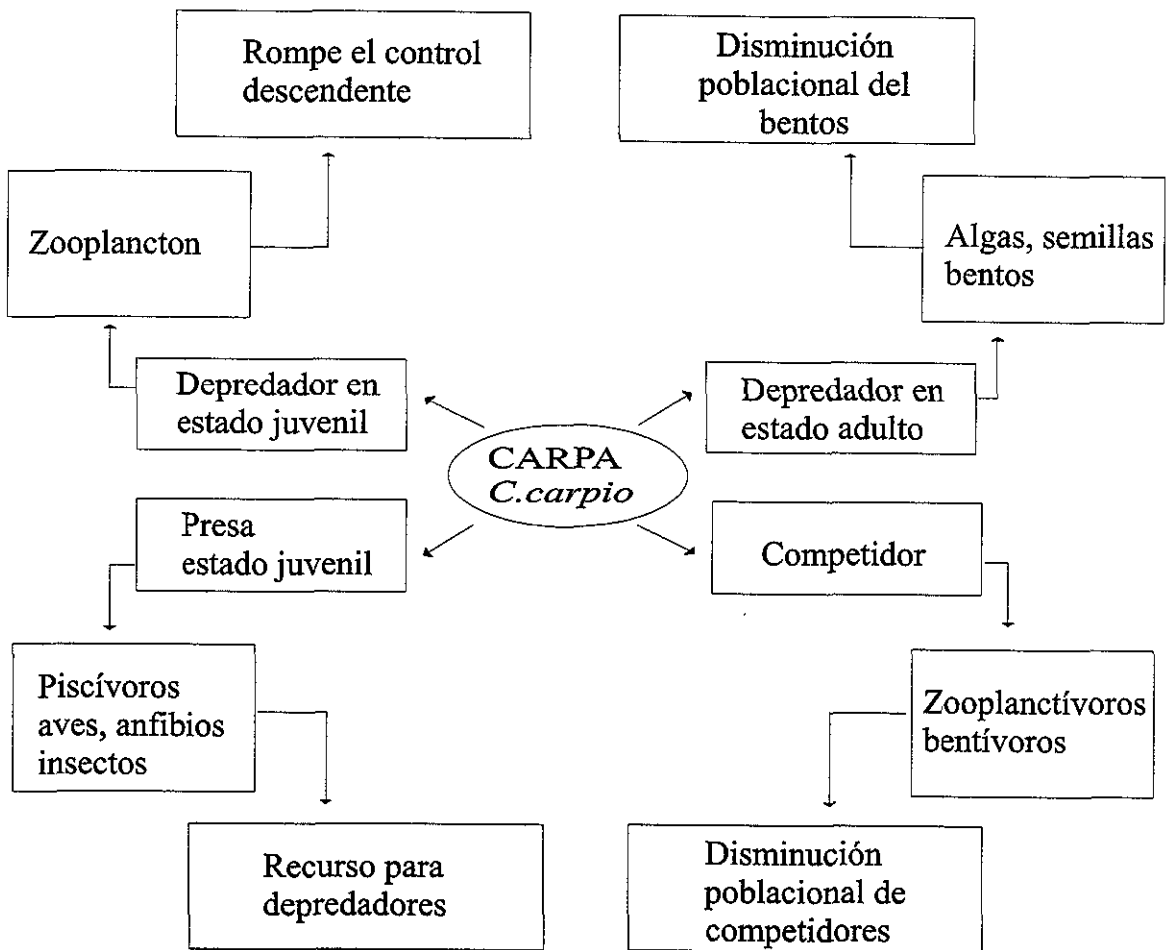 Rompe el control
descendente
Disminución
poblacional del
bentos
Zooplancton
Algas, semillas
bentos
Depredador en
estado juvenil
Depredador en
estado adulto
CARPA
C.carpio
Presa
estado juvenil
Competidor
Piscívoros
aves, anfibios
insectos
Zooplanctívoros
bentívoros
Recurso para
depredadores
Disminución
poblacional de
competidores